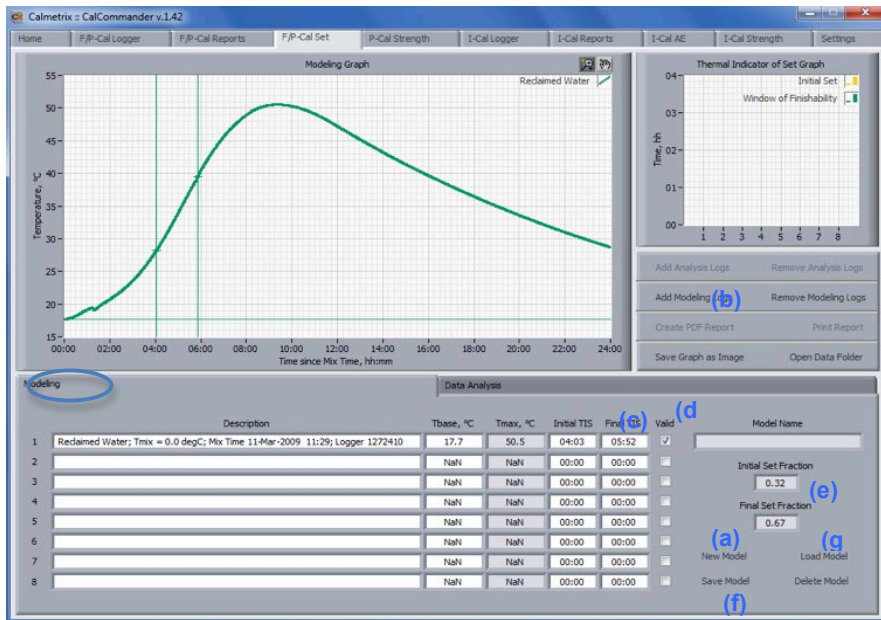 Calmetrix :: CalCommander v.1.42
Home F/P-Cal Logger F/P-Cal Reports F/P-Cal Set P-Cal Strength I-Cal Logger I-Cal Reports I-Cal AE I-Cal Strength Settings
Modeling Graph
Reclaimed Water
Temperature, °C
55
50
45
40
35
30
25
20
15
00:00 02:00 04:00 06:00 08:00 10:00 12:00 14:00 16:00 18:00 20:00 22:00 24:00
Time since Mix Time, hh:mm
Thermal Indicator of Set Graph
Initial Set
Window of Finishability
Time, hh
04
03
02
01
00
1 2 3 4 5 6 7 8
Add Analysis Logs Remove Analysis Logs
Add Modeling Logs (b) Remove Modeling Logs
Create PDF Report Print Report
Save Graph as Image Open Data Folder
Modeling Data Analysis
Description Tbase, °C Tmax, °C Initial TIS Final TIS (c) Valid (d)
1 Reclaimed Water; Tmix = 0.0 degC; Mix Time 11-Mar-2009 11:29; Logger 1272410 17.7 50.5 04:03 05:52
2 NaN NaN 00:00 00:00
3 NaN NaN 00:00 00:00
4 NaN NaN 00:00 00:00
5 NaN NaN 00:00 00:00
6 NaN NaN 00:00 00:00
7 NaN NaN 00:00 00:00
8 NaN NaN 00:00 00:00
Model Name
Initial Set Fraction
0.32
(e)
Final Set Fraction
0.67
(a) (g)
New Model Load Model
Save Model Delete Model
(f)